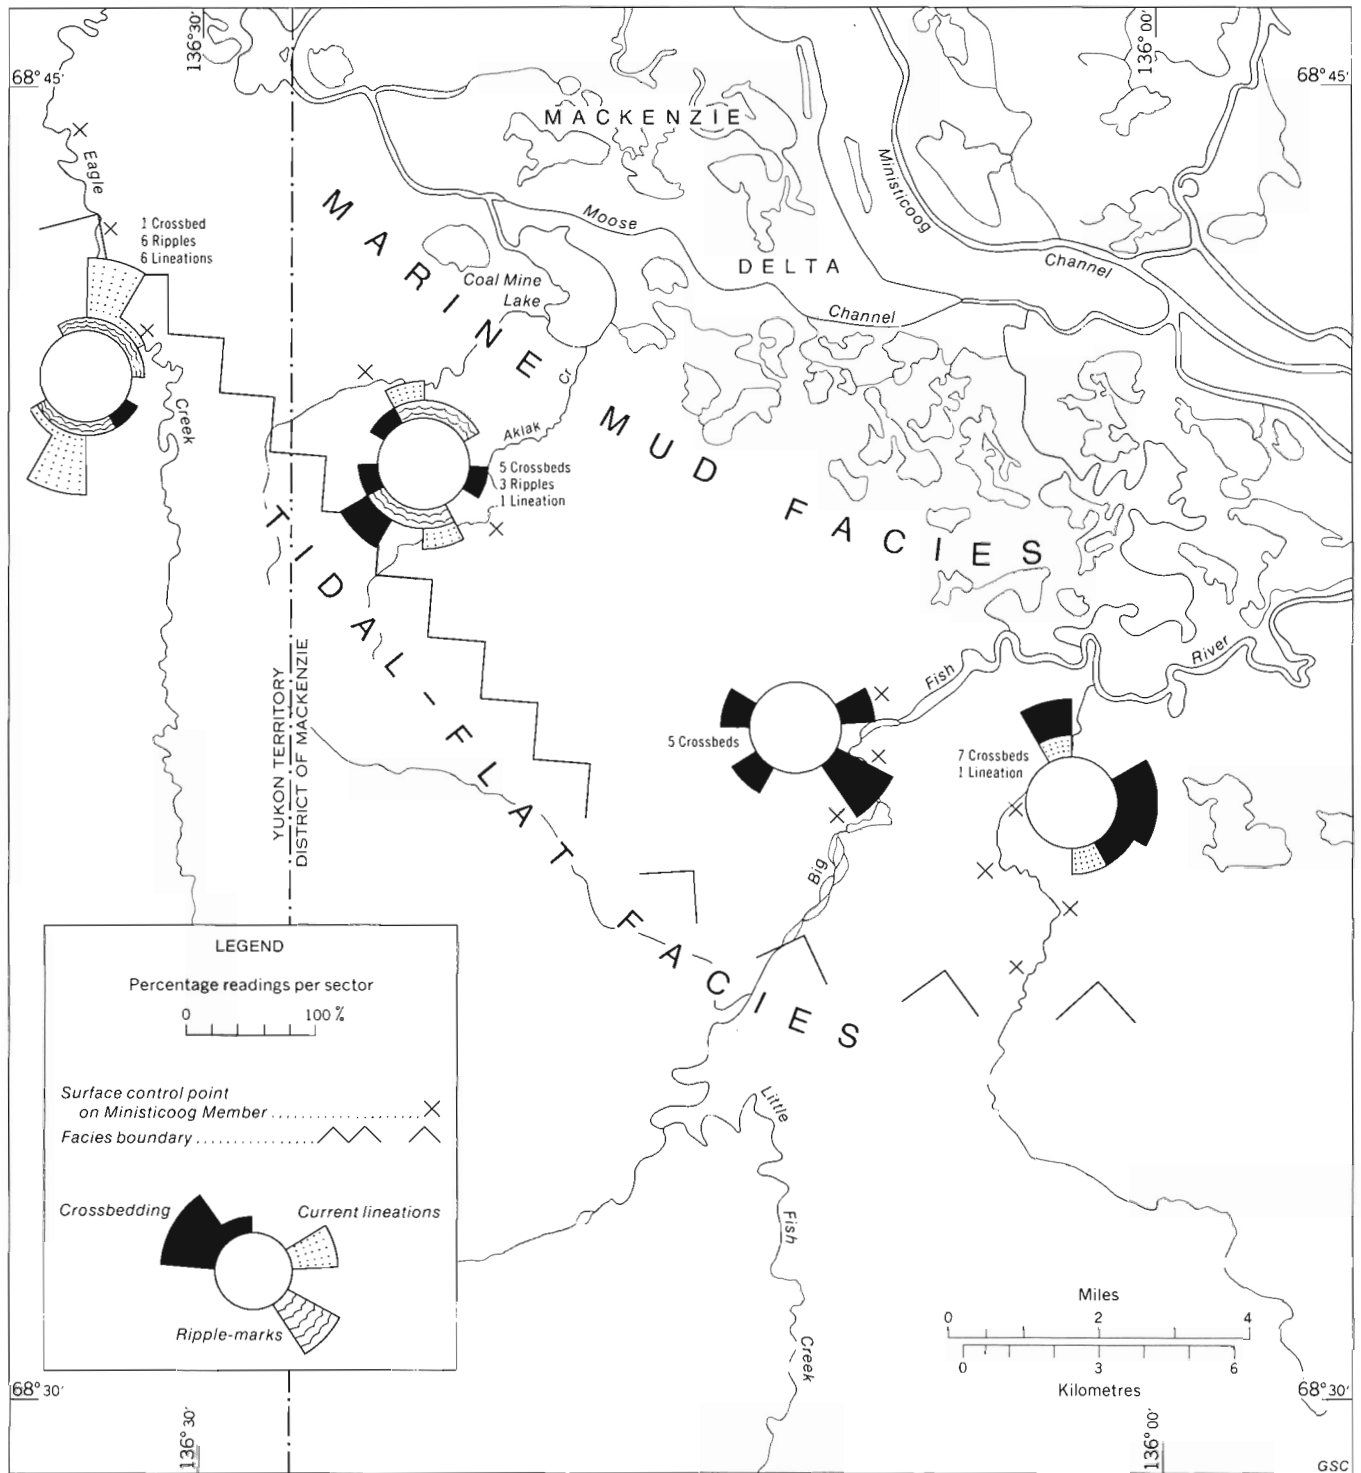 136° 30′
136° 00′
68° 45′
68° 45′
MACKENZIE
DELTA
Eagle
Creek
1 Crossbed
6 Ripples
6 Lineations
MARINE MUD FACIES
Moose
Channel
Ministicoog
Channel
Coal Mine
Lake
Aklak
Cr
5 Crossbeds
3 Ripples
1 Lineation
TIDAL-FLAT FACIES
YUKON TERRITORY
DISTRICT OF MACKENZIE
5 Crossbeds
Big
Fish
River
7 Crossbeds
1 Lineation
Little
Fish
Creek
LEGEND
Percentage readings per sector
0 100%
Surface control point
on Ministicoog Member
Facies boundary
Crossbedding
Current lineations
Ripple-marks
Miles
0 2 4
0 3 6
Kilometres
68° 30′
68° 30′
136° 30′
136° 00′
GSC